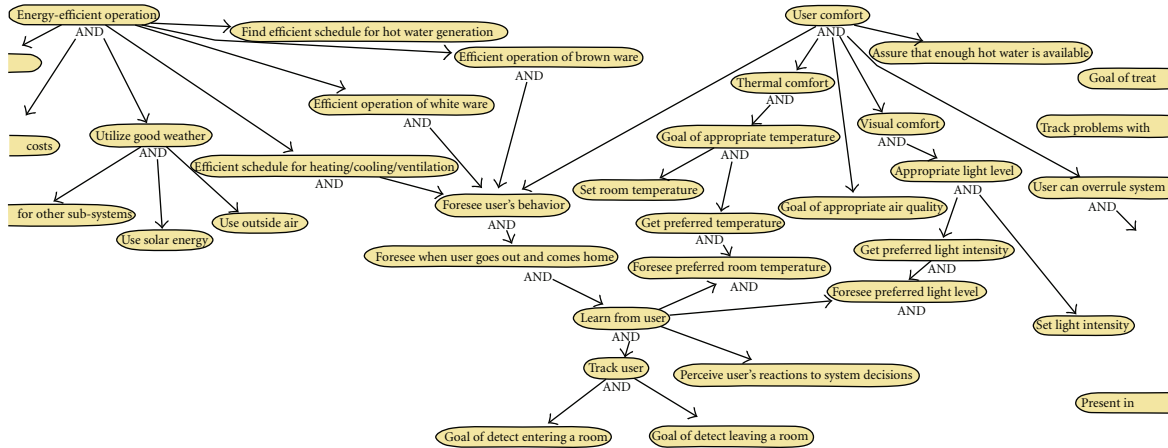 Energy-efficient operation
AND
User comfort
AND
Find efficient schedule for hot water generation
Efficient operation of brown ware
AND
Assure that enough hot water is available
Thermal comfort
AND
Goal of treat
Efficient operation of white ware
AND
Goal of appropriate temperature
AND
Visual comfort
AND
Track problems with
costs
Utilize good weather
AND
Efficient schedule for heating/cooling/ventilation
AND
Appropriate light level
AND
Set room temperature
User can overrule system
AND
Foresee user's behavior
AND
Goal of appropriate air quality
for other sub-systems
Use outside air
Use solar energy
Get preferred temperature
AND
Get preferred light intensity
AND
Foresee when user goes out and comes home
AND
Foresee preferred room temperature
AND
Foresee preferred light level
AND
Learn from user
AND
Set light intensity
Track user
AND
Perceive user's reactions to system decisions
Present in
Goal of detect entering a room
Goal of detect leaving a room